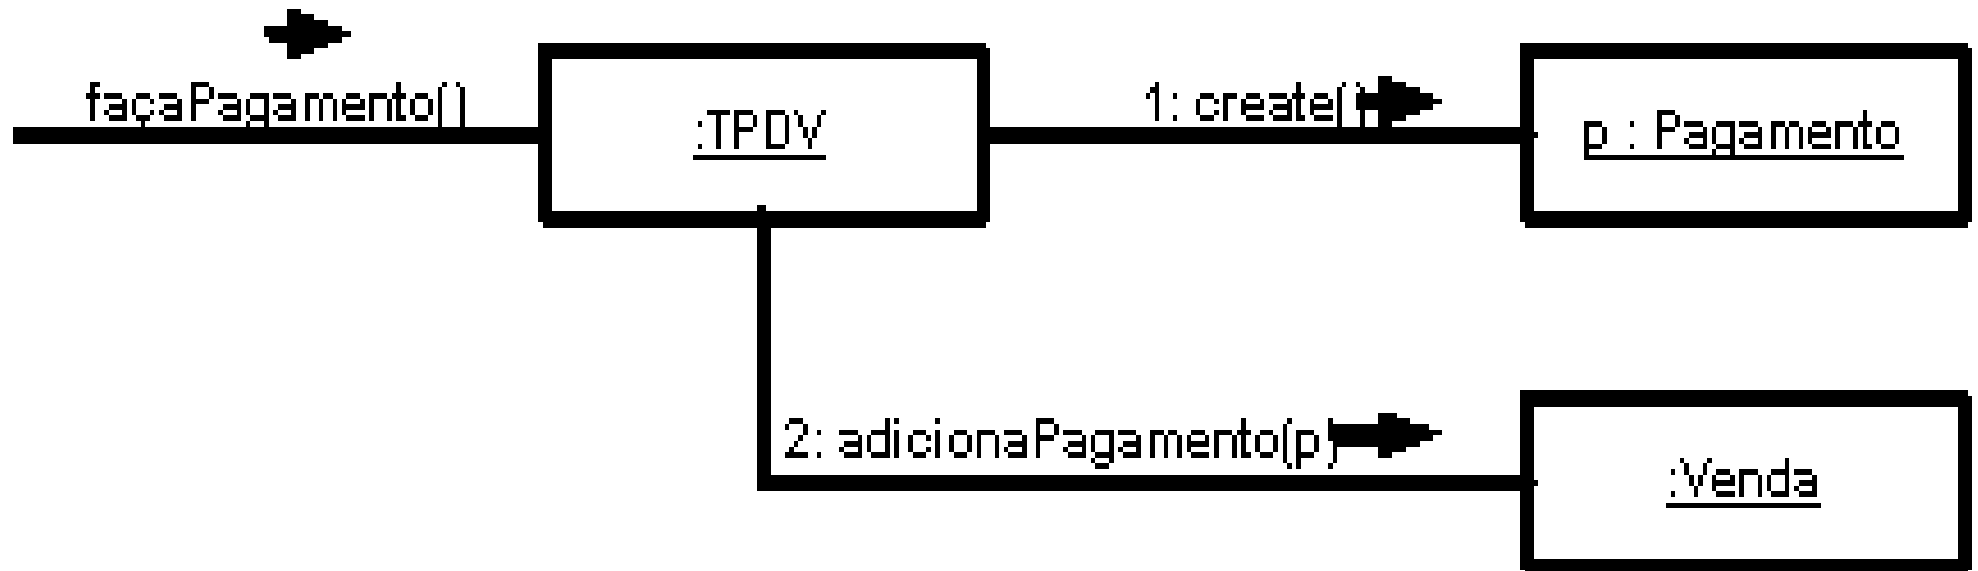 façaPagamento()
:TPDV
1: create()
p : Pagamento
2: adicionaPagamento(p)
:Venda